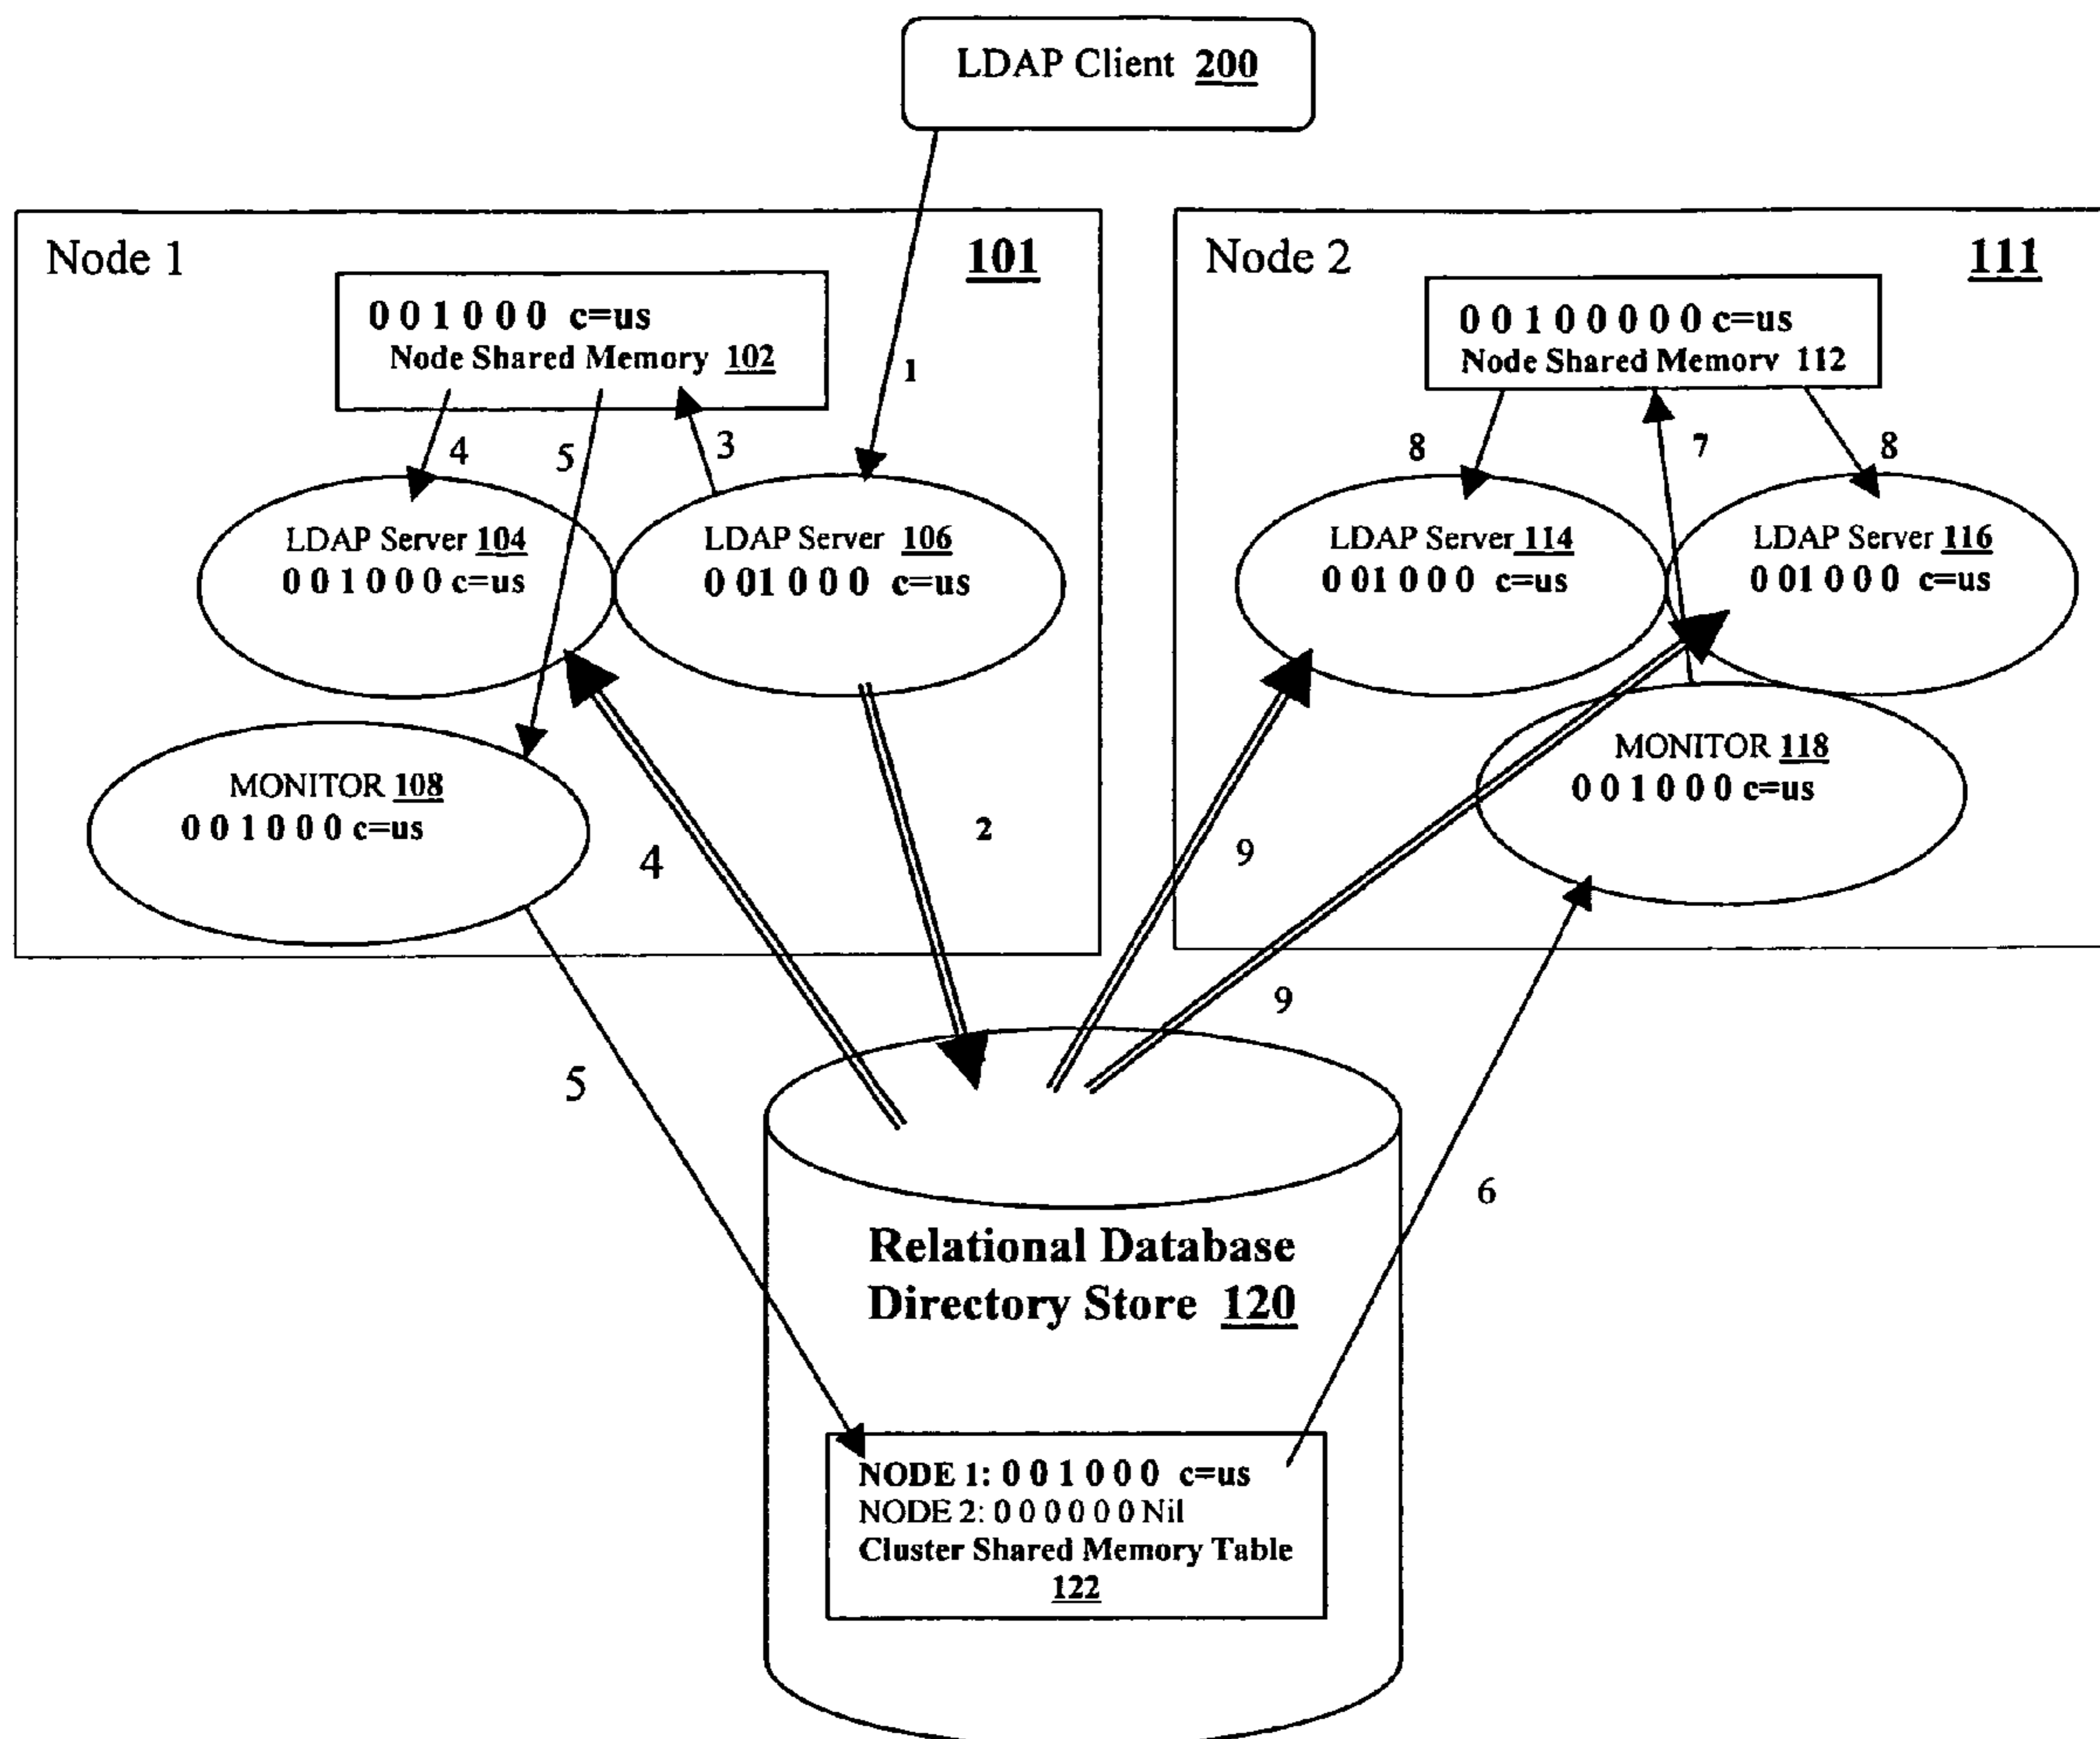 LDAP Client 200
Node 1 101
0 0 1 0 0 0 c=us
Node Shared Memory 102
1
4
5
3
LDAP Server 104
0 0 1 0 0 0 c=us
LDAP Server 106
0 01 0 0 0 c=us
MONITOR 108
0 0 1 0 0 0 c=us
4
2
5
Node 2 111
0 0 1 0 0 0 0 0 c=us
Node Shared Memory 112
8
7
8
LDAP Server 114
0 01 0 0 0 c=us
LDAP Server 116
0 01 0 0 0 c=us
MONITOR 118
0 0 1 0 0 0 c=us
9
9
6
Relational Database
Directory Store 120
NODE 1: 0 0 1 0 0 0 c=us
NODE 2: 0 0 0 0 0 0 Nil
Cluster Shared Memory Table
122